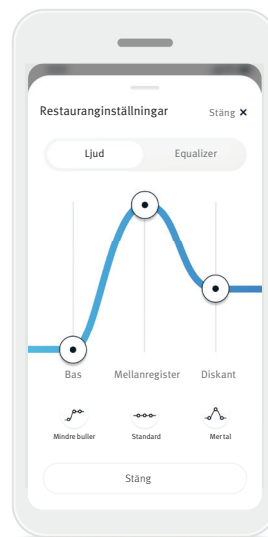 Restauranginställningar Stäng ×
Ljud Equalizer
Bas Mellanregister Diskant
Mindre buller Standard Mer tal
Stäng